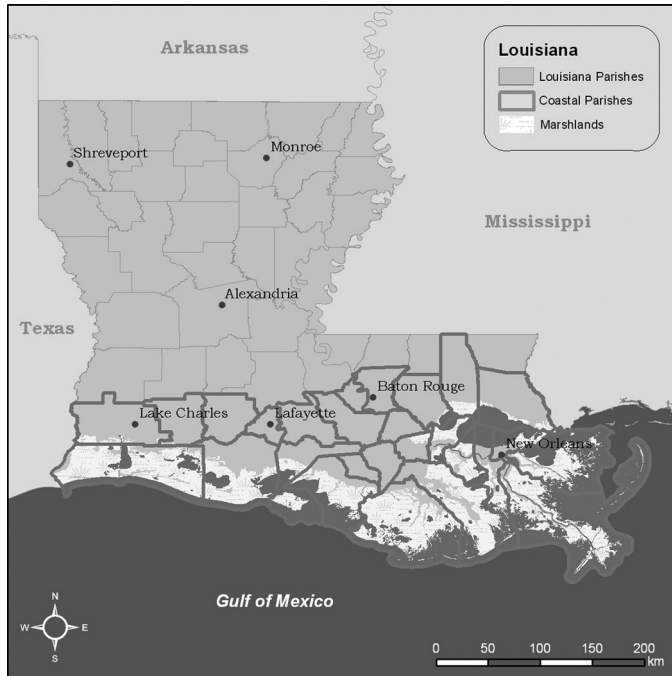 Arkansas
Louisiana
Louisiana Parishes
Coastal Parishes
Marshlands
Shreveport
Monroe
Mississippi
Alexandria
Texas
Baton Rouge
Lake Charles
Lafayette
New Orleans
Gulf of Mexico
N
W E
S
0 50 100 150 200
km